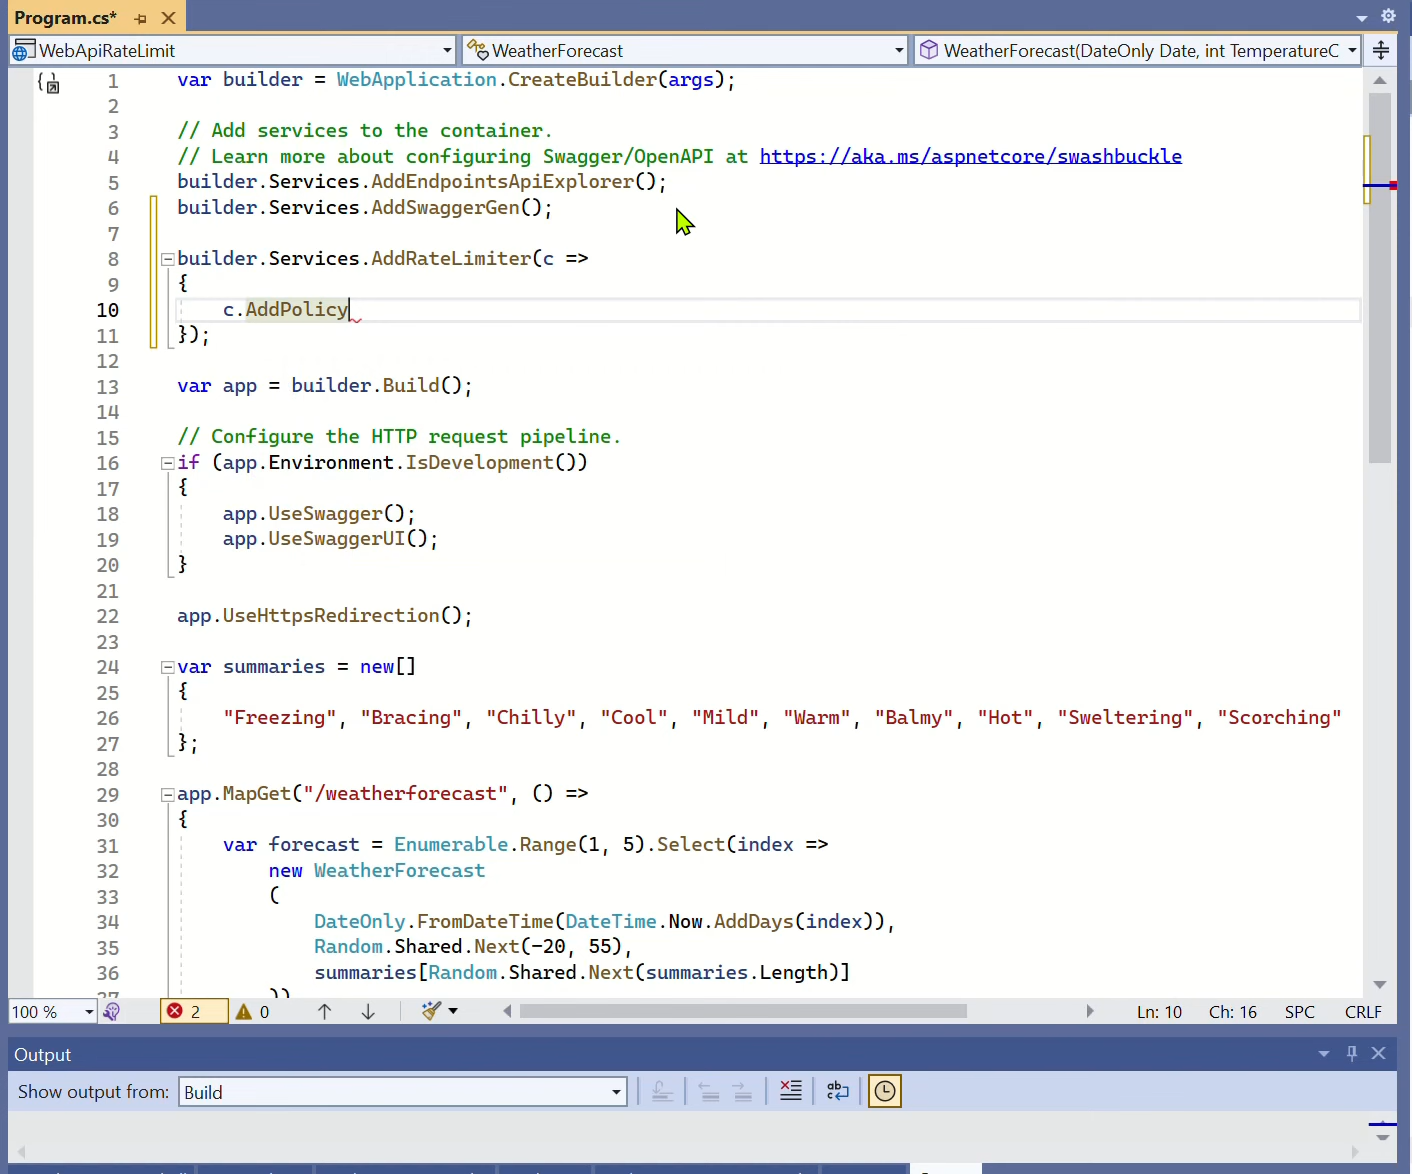 Program.cs*
WebApiRateLimit
WeatherForecast
WeatherForecast(DateOnly Date, int TemperatureC
1 var builder = WebApplication.CreateBuilder(args);
2
3 // Add services to the container.
4 // Learn more about configuring Swagger/OpenAPI at https://aka.ms/aspnetcore/swashbuckle
5 builder.Services.AddEndpointsApiExplorer();
6 builder.Services.AddSwaggerGen();
7
8 builder.Services.AddRateLimiter(c =>
9 {
10 c.AddPolicy
11 });
12
13 var app = builder.Build();
14
15 // Configure the HTTP request pipeline.
16 if (app.Environment.IsDevelopment())
17 {
18 app.UseSwagger();
19 app.UseSwaggerUI();
20 }
21
22 app.UseHttpsRedirection();
23
24 var summaries = new[]
25 {
26 "Freezing", "Bracing", "Chilly", "Cool", "Mild", "Warm", "Balmy", "Hot", "Sweltering", "Scorching"
27 };
28
29 app.MapGet("/weatherforecast", () =>
30 {
31 var forecast = Enumerable.Range(1, 5).Select(index =>
32 new WeatherForecast
33 (
34 DateOnly.FromDateTime(DateTime.Now.AddDays(index)),
35 Random.Shared.Next(-20, 55),
36 summaries[Random.Shared.Next(summaries.Length)]
37 ))
100 % 2 0 Ln: 10 Ch: 16 SPC CRLF
Output
Show output from: Build